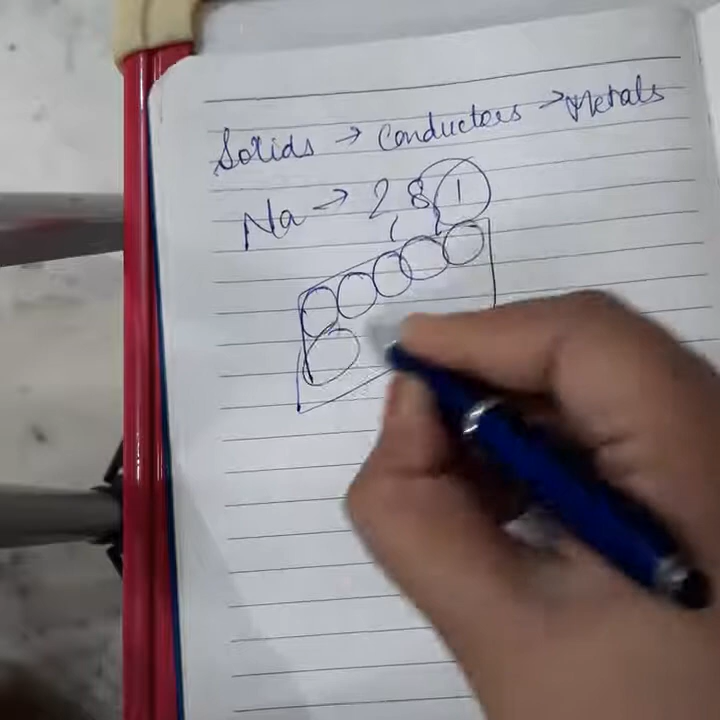 Solids → Conductors → Metals
Na → 2 8 1